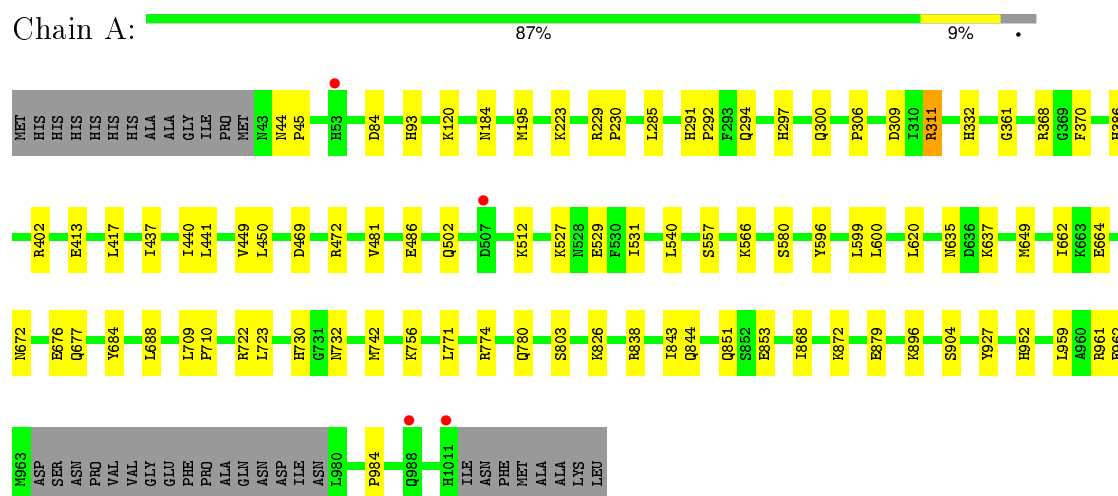 Chain A:
87% 9% •
MET HIS HIS HIS HIS HIS HIS ALA ALA GLY ILE PRO MET N43 N44 P45 H53 D84 H93 K120 N184 M195 K223 R229 P230 L285 H291 P292 F293 Q294 H297 Q300 P306 D309 I310 R311 H332 G361 R368 G369 F370
R402 E413 L417 I437 I440 L441 V449 L450 D469 R472 V481 E486 Q502 D507 K512 K527 N528 E529 F530 I531 L540 S557 K566 S580 Y596 L599 L600 L620 N635 D636 K637 M649 I662 K663 E664
N672 E676 Q677 Y684 L688 L709 P710 R722 L723 H730 G731 N732 M742 K756 L771 R774 Q780 S803 K826 R838 I843 Q844 Q851 S852 E853 I868 K872 E879 K896 S904 Y927 H952 L959 A960 R961
M963 ASP SER ASN PRO VAL VAL GLY GLU PHE PRO ALA GLN ASN ASP ILE ASN L980 P984 Q988 H1011 ILE ASN PHE MET ALA ALA LYS LEU